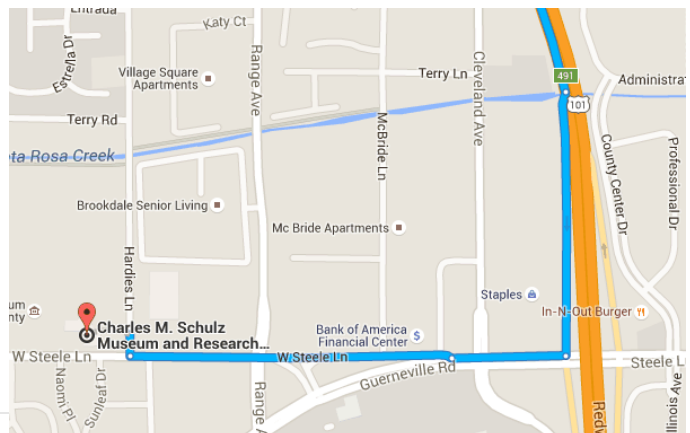 Katy Ct
Estrella Dr
Range Ave
Village Square
Apartments
Terry Ln
Cleveland Ave
491
Administra
101
Terry Rd
McBride Ln
eta Rosa Creek
County Center Dr
Professional Dr
Brookdale Senior Living
Mc Bride Apartments
Hardies Ln
Staples
In-N-Out Burger
um
nty
Charles M. Schulz
Museum and Research...
Bank of America
Financial Center
W Steele Ln
W Steele Ln
Steele Ln
Guerneville Rd
Naomi Pl
Sunleaf Dr
Range A
Illinois Ave
Redw